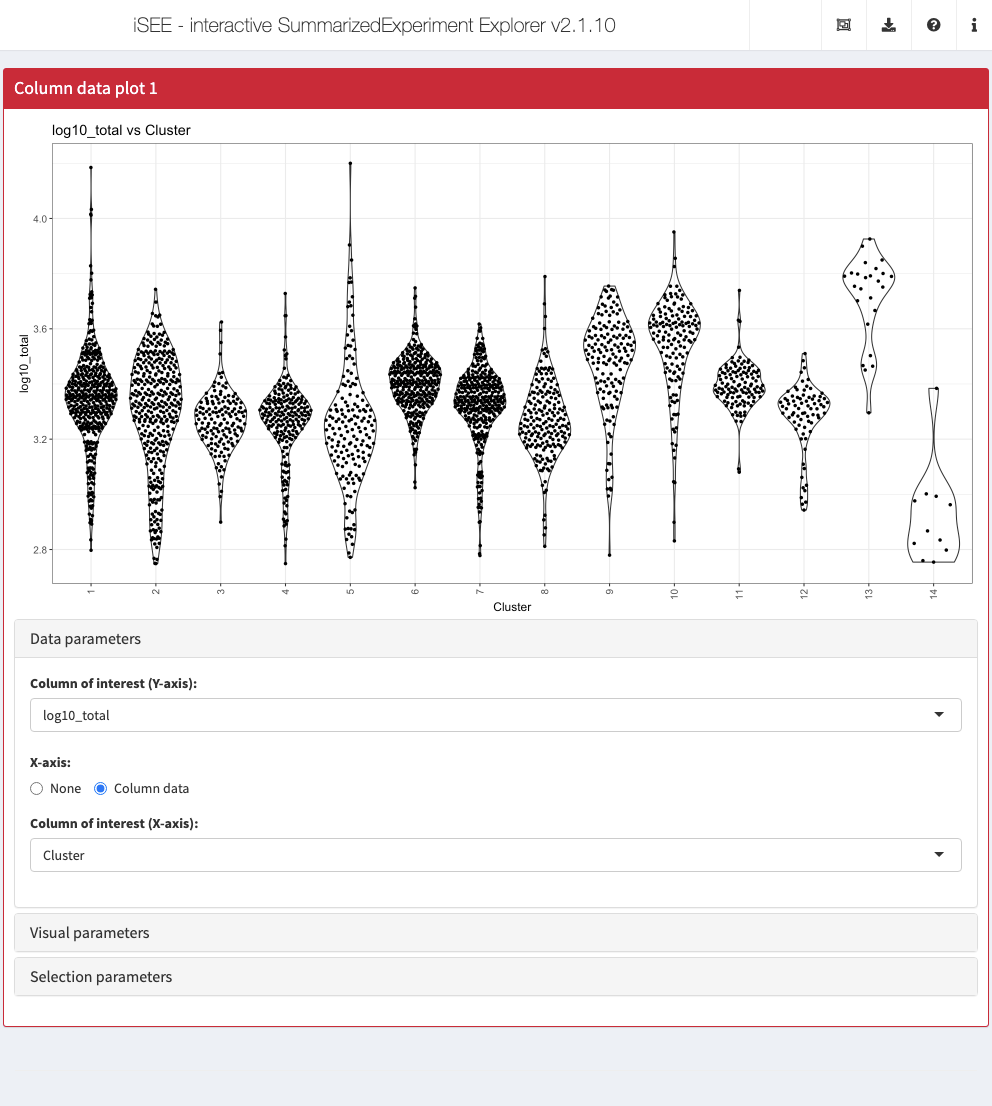 iSEE - interactive SummarizedExperiment Explorer v2.1.10
Column data plot 1
log10_total vs Cluster
log10_total
4.0
3.6
3.2
2.8
1 2 3 4 5 6 7 8 9 10 11 12 13 14
Cluster
Data parameters
Column of interest (Y-axis):
log10_total
X-axis:
None Column data
Column of interest (X-axis):
Cluster
Visual parameters
Selection parameters